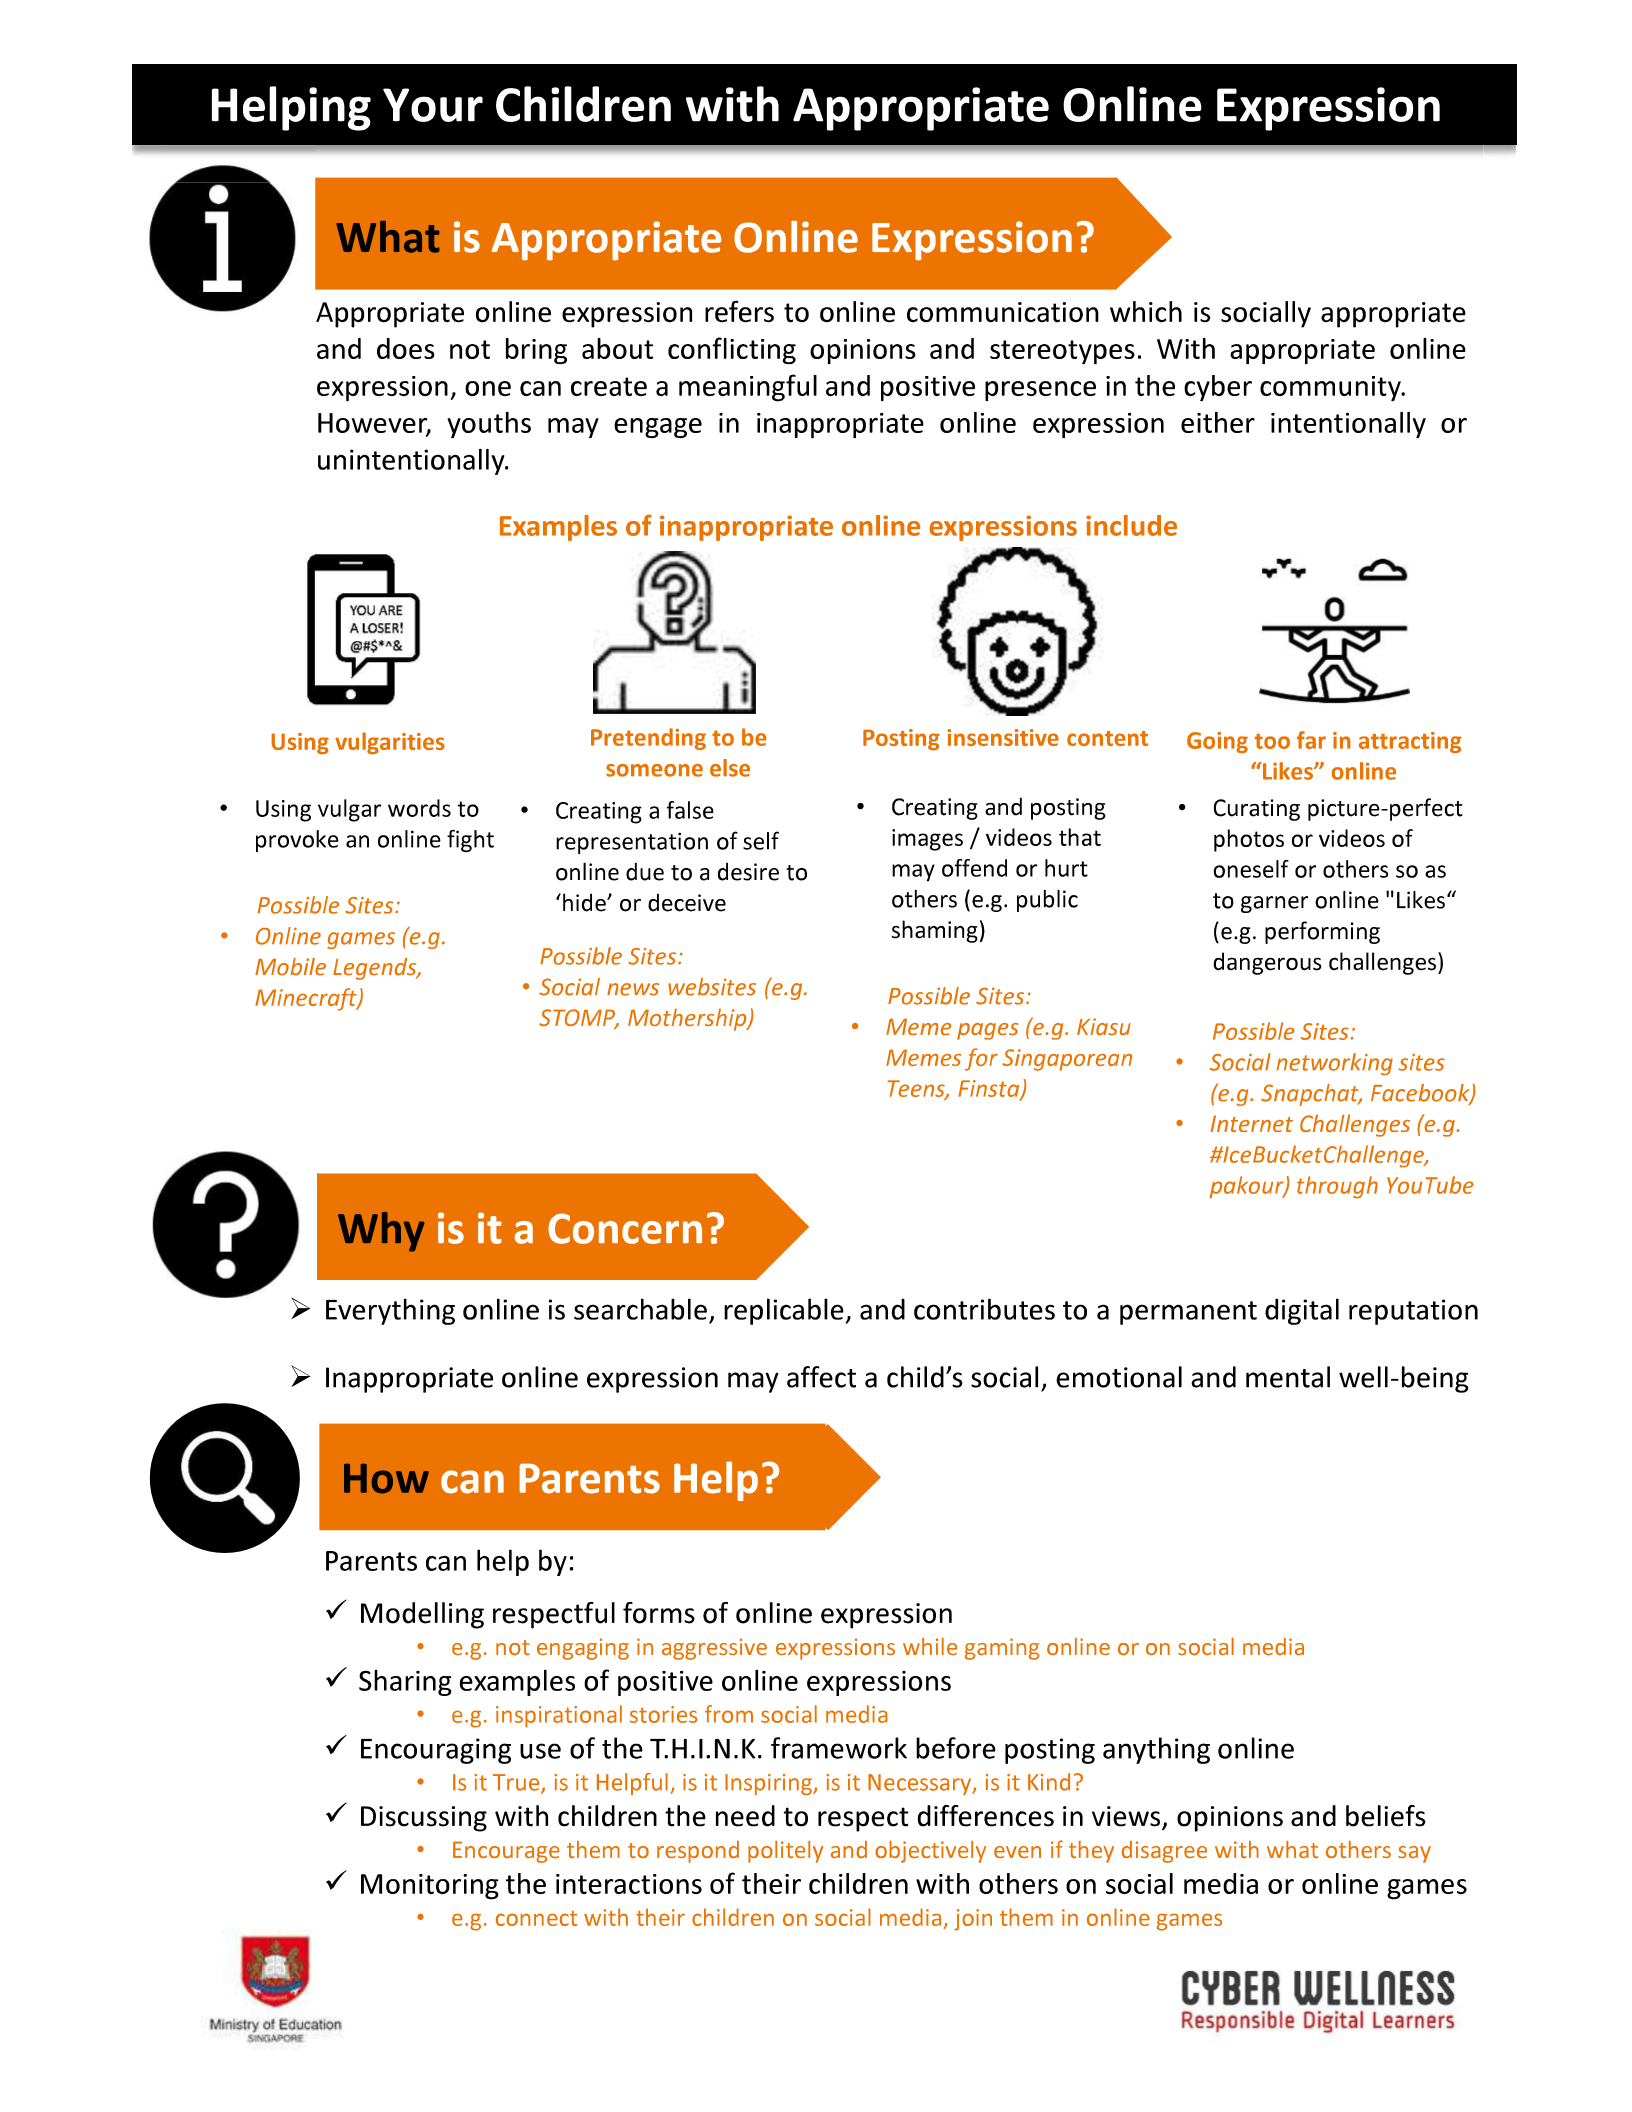 Helping Your Children with Appropriate Online Expression
What is Appropriate Online Expression?
Appropriate online expression refers to online communication which is socially appropriate
and does not bring about conflicting opinions and stereotypes. With appropriate online
expression, one can create a meaningful and positive presence in the cyber community.
However, youths may engage in inappropriate online expression either intentionally or
unintentionally.
Examples of inappropriate online expressions include
YOU ARE
A LOSER!
@#$*^&
Using vulgarities
• Using vulgar words to
provoke an online fight
Possible Sites:
• Online games (e.g.
Mobile Legends,
Minecraft)
Pretending to be
someone else
• Creating a false
representation of self
online due to a desire to
‘hide’ or deceive
Possible Sites:
• Social news websites (e.g.
STOMP, Mothership)
Posting insensitive content
• Creating and posting
images / videos that
may offend or hurt
others (e.g. public
shaming)
Possible Sites:
• Meme pages (e.g. Kiasu
Memes for Singaporean
Teens, Finsta)
Going too far in attracting
“Likes” online
• Curating picture-perfect
photos or videos of
oneself or others so as
to garner online "Likes“
(e.g. performing
dangerous challenges)
Possible Sites:
• Social networking sites
(e.g. Snapchat, Facebook)
• Internet Challenges (e.g.
#IceBucketChallenge,
pakour) through YouTube
Why is it a Concern?
➢ Everything online is searchable, replicable, and contributes to a permanent digital reputation
➢ Inappropriate online expression may affect a child’s social, emotional and mental well-being
How can Parents Help?
Parents can help by:
✓ Modelling respectful forms of online expression
• e.g. not engaging in aggressive expressions while gaming online or on social media
✓ Sharing examples of positive online expressions
• e.g. inspirational stories from social media
✓ Encouraging use of the T.H.I.N.K. framework before posting anything online
• Is it True, is it Helpful, is it Inspiring, is it Necessary, is it Kind?
✓ Discussing with children the need to respect differences in views, opinions and beliefs
• Encourage them to respond politely and objectively even if they disagree with what others say
✓ Monitoring the interactions of their children with others on social media or online games
• e.g. connect with their children on social media, join them in online games
Ministry of Education
SINGAPORE
CYBER WELLNESS
Responsible Digital Learners